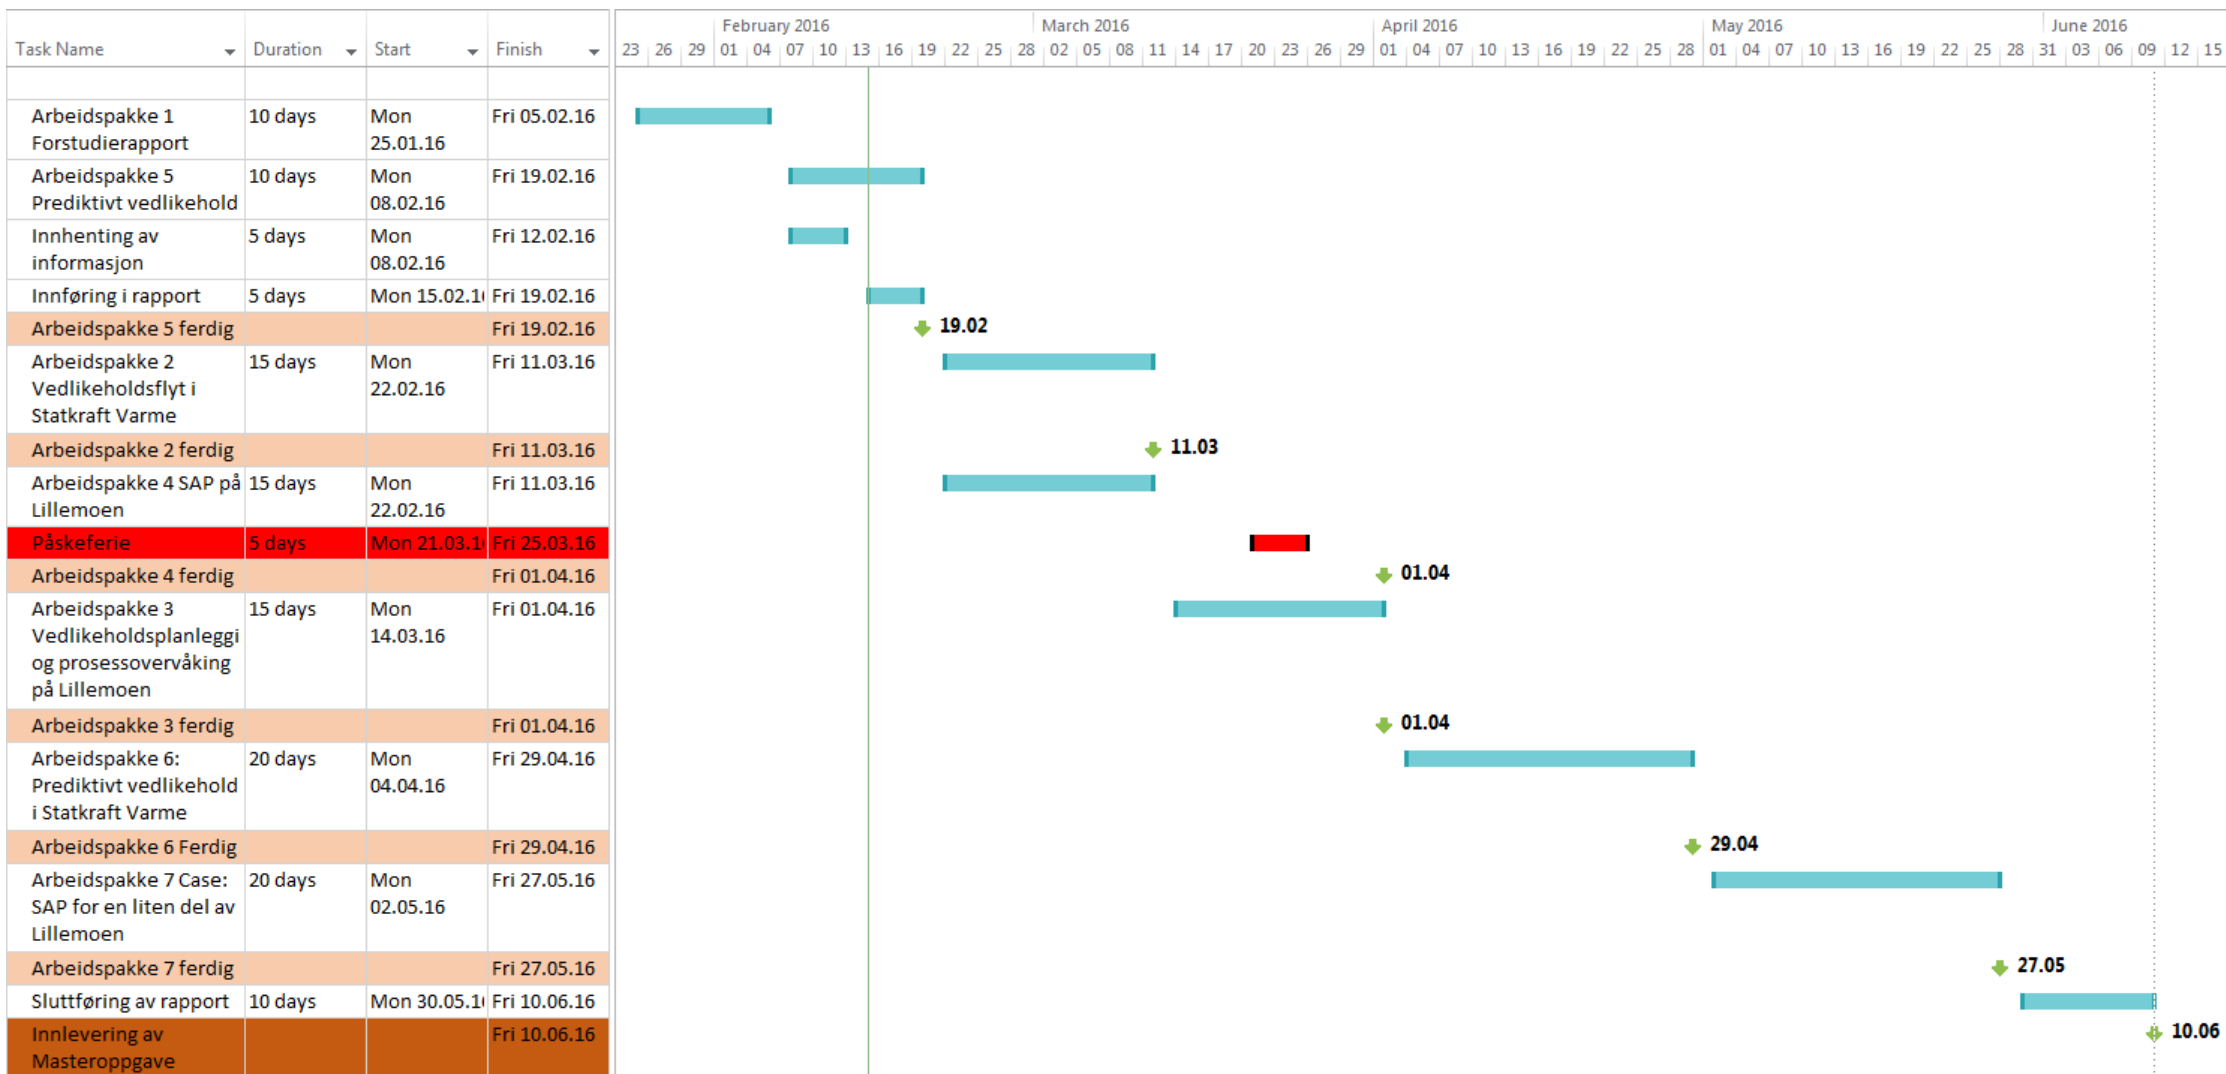 February 2016 March 2016 April 2016 May 2016 June 2016
Task Name Duration Start Finish 23 26 29 01 04 07 10 13 16 19 22 25 28 02 05 08 11 14 17 20 23 26 29 01 04 07 10 13 16 19 22 25 28 01 04 07 10 13 16 19 22 25 28 31 03 06 09 12 15
Arbeidspakke 1 10 days Mon Fri 05.02.16
Forstudierapport 25.01.16
Arbeidspakke 5 10 days Mon Fri 19.02.16
Prediktivt vedlikehold 08.02.16
Innhenting av 5 days Mon Fri 12.02.16
informasjon 08.02.16
Innføring i rapport 5 days Mon 15.02.1 Fri 19.02.16
Arbeidspakke 5 ferdig Fri 19.02.16 19.02
Arbeidspakke 2 15 days Mon Fri 11.03.16
Vedlikeholdsflyt i 22.02.16
Statkraft Varme
Arbeidspakke 2 ferdig Fri 11.03.16 11.03
Arbeidspakke 4 SAP på 15 days Mon Fri 11.03.16
Lillemoen 22.02.16
Påskeferie 5 days Mon 21.03.1 Fri 25.03.16
Arbeidspakke 4 ferdig Fri 01.04.16 01.04
Arbeidspakke 3 15 days Mon Fri 01.04.16
Vedlikeholdsplanleggi 14.03.16
og prosessovervåking
på Lillemoen
Arbeidspakke 3 ferdig Fri 01.04.16 01.04
Arbeidspakke 6: 20 days Mon Fri 29.04.16
Prediktivt vedlikehold 04.04.16
i Statkraft Varme
Arbeidspakke 6 Ferdig Fri 29.04.16 29.04
Arbeidspakke 7 Case: 20 days Mon Fri 27.05.16
SAP for en liten del av 02.05.16
Lillemoen
Arbeidspakke 7 ferdig Fri 27.05.16 27.05
Sluttføring av rapport 10 days Mon 30.05.1 Fri 10.06.16
Innlevering av Fri 10.06.16 10.06
Masteroppgave